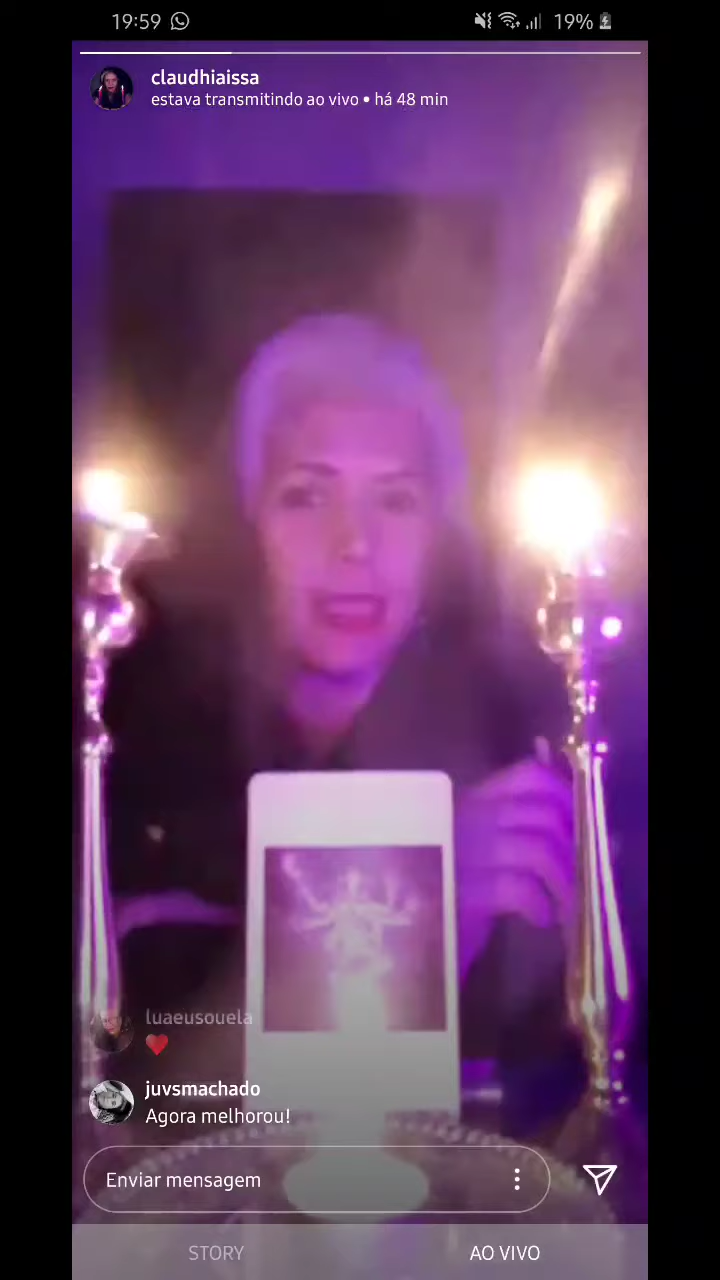 19:59
19%
claudhiaissa
estava transmitindo ao vivo • há 48 min
luaeusouela
❤️
juvsmachado
Agora melhorou!
Enviar mensagem
STORY
AO VIVO